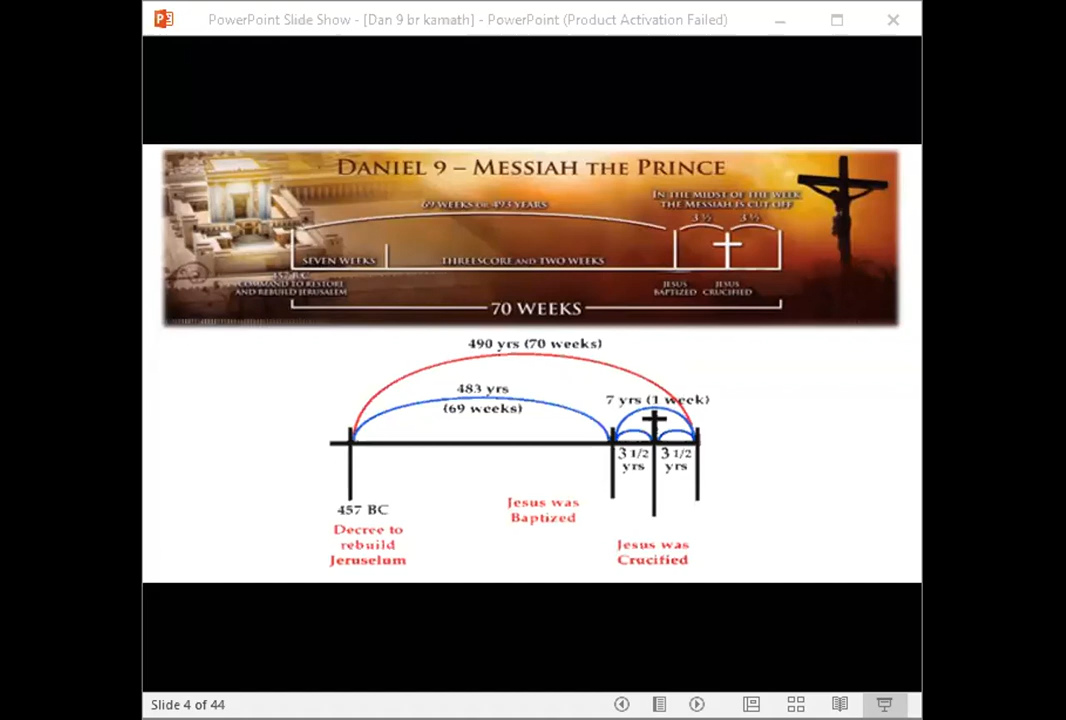 PowerPoint Slide Show - [Dan 9 br kamath] - PowerPoint (Product Activation Failed)
DANIEL 9 – MESSIAH THE PRINCE
69 WEEKS OR 493 YEARS
IN THE MIDST OF THE WEEK
THE MESSIAH IS CUT OFF
3 ½ 3 ½
SEVEN WEEKS
THREESCORE AND TWO WEEKS
457 BC
COMMAND TO RESTORE
AND REBUILD JERUSALEM
JESUS
BAPTIZED
JESUS
CRUCIFIED
70 WEEKS
490 yrs (70 weeks)
483 yrs
(69 weeks)
7 yrs (1 week)
3 1/2
yrs
3 1/2
yrs
457 BC
Decree to
rebuild
Jeruselum
Jesus was
Baptized
Jesus was
Crucified
Slide 4 of 44